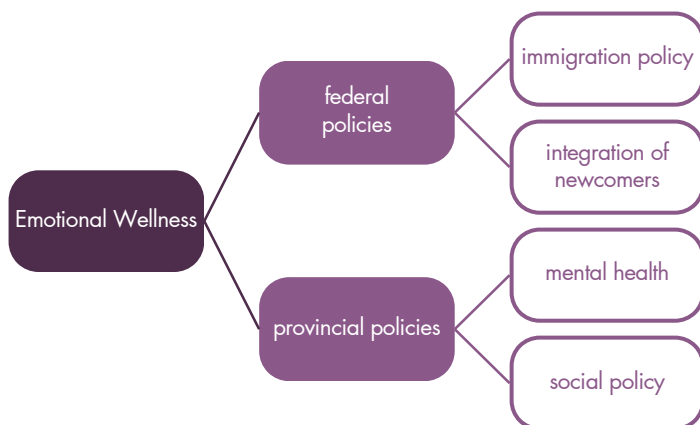 Emotional Wellness
federal
policies
immigration policy
integration of
newcomers
provincial policies
mental health
social policy